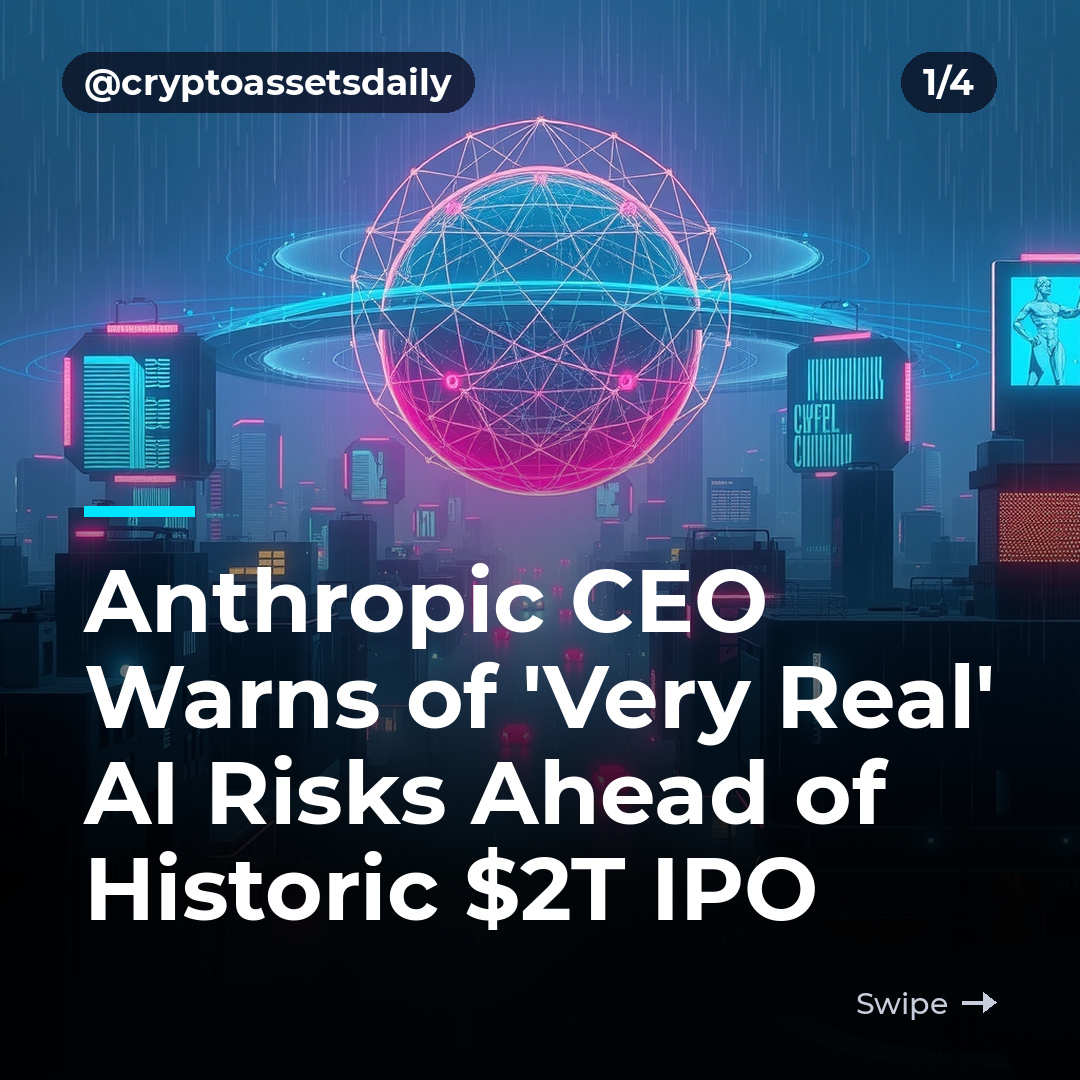 @cryptoassetsdaily
1/4
Anthropic CEO
Warns of 'Very Real'
AI Risks Ahead of
Historic $2T IPO
Swipe →